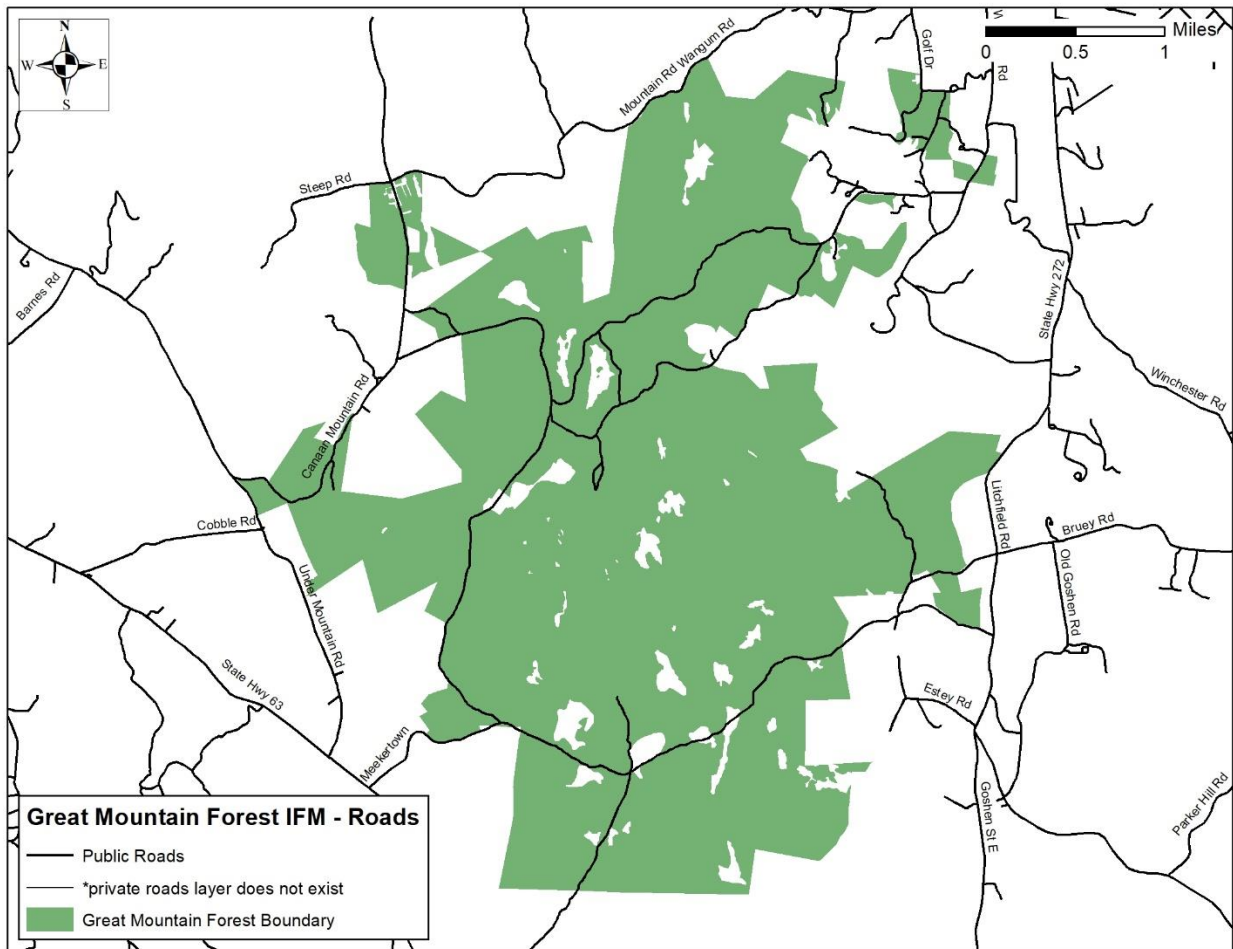 N
W E
S
Miles
0 0.5 1
Golf Dr
Rd
Mountain Rd Wangum Rd
Steep Rd
Barnes Rd
State Hwy 272
Winchester Rd
Canaan Mountain Rd
Cobble Rd
Under Mountain Rd
Litchfield Rd
Bruey Rd
Old Goshen Rd
State Hwy 63
Estey Rd
Meekertown
Goshen St E
Parker Hill Rd
Great Mountain Forest IFM - Roads
Public Roads
*private roads layer does not exist
Great Mountain Forest Boundary